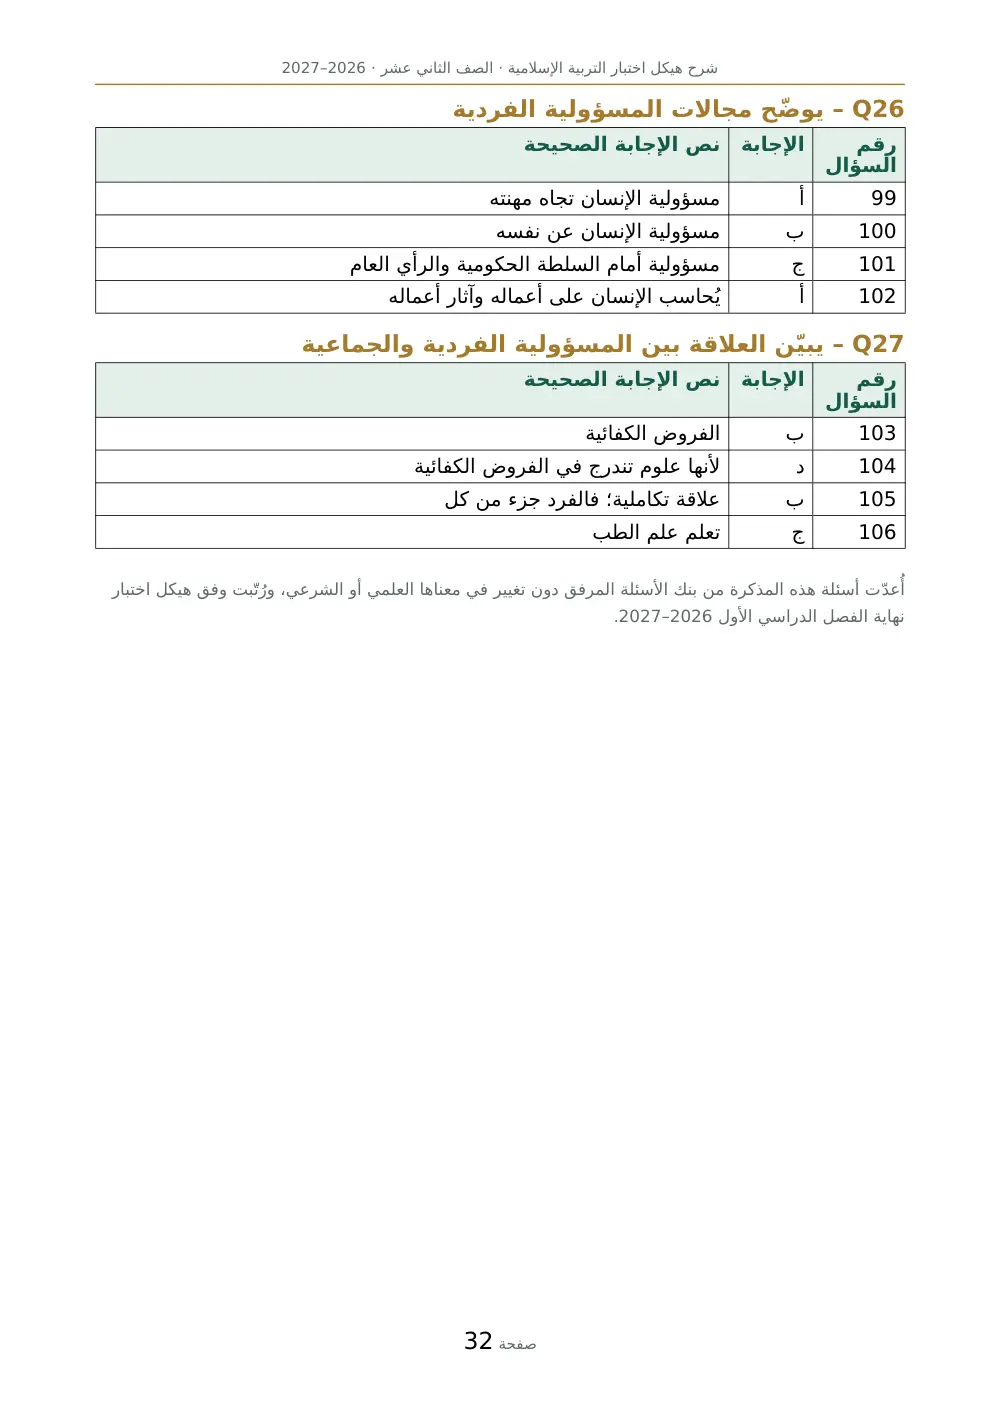 شرح هيكل اختبار التربية الإسلامية · الصف الثاني عشر · 2026–2027
Q26 – يوضّح مجالات المسؤولية الفردية
رقم السؤال | الإجابة | نص الإجابة الصحيحة
99 | أ | مسؤولية الإنسان تجاه مهنته
100 | ب | مسؤولية الإنسان عن نفسه
101 | ج | مسؤولية أمام السلطة الحكومية والرأي العام
102 | أ | يُحاسب الإنسان على أعماله وآثار أعماله
Q27 – يبيّن العلاقة بين المسؤولية الفردية والجماعية
رقم السؤال | الإجابة | نص الإجابة الصحيحة
103 | ب | الفروض الكفائية
104 | د | لأنها علوم تندرج في الفروض الكفائية
105 | ب | علاقة تكاملية؛ فالفرد جزء من كل
106 | ج | تعلم علم الطب
أُعدّت أسئلة هذه المذكرة من بنك الأسئلة المرفق دون تغيير في معناها العلمي أو الشرعي، ورُتّبت وفق هيكل اختبار
نهاية الفصل الدراسي الأول 2026–2027.
صفحة 32